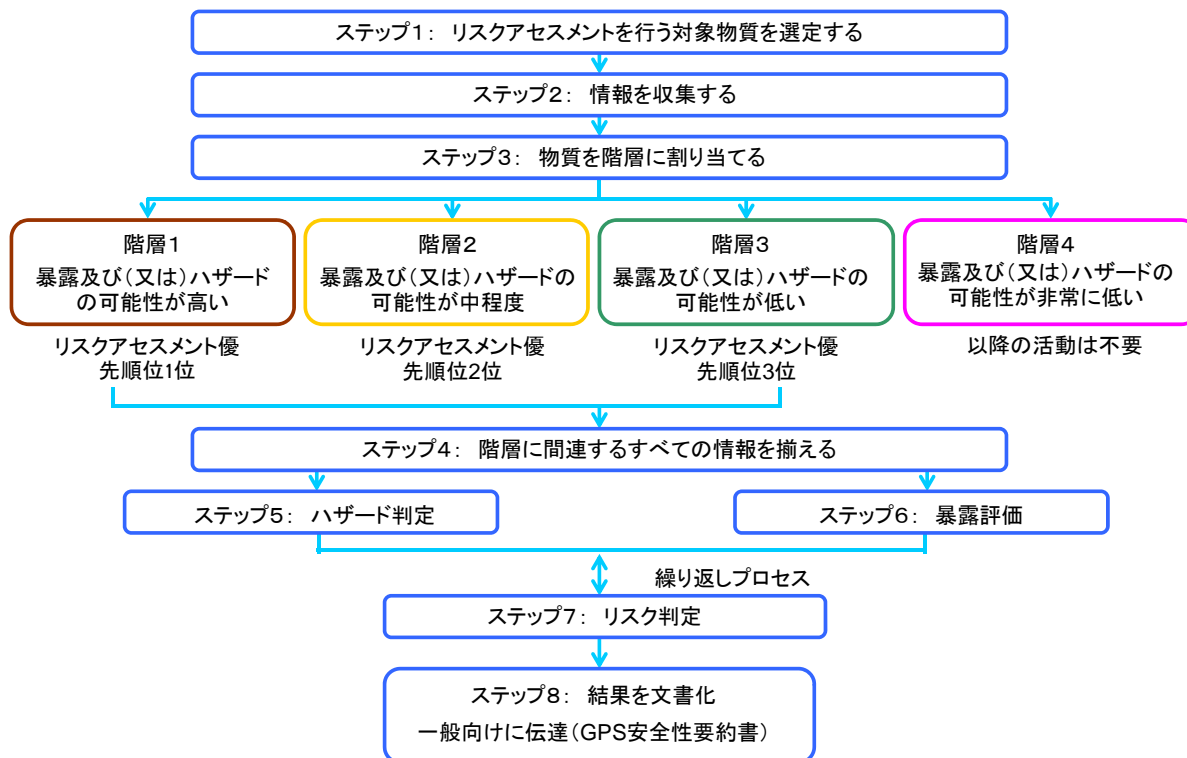 ステップ1： リスクアセスメントを行う対象物質を選定する
ステップ2： 情報を収集する
ステップ3： 物質を階層に割り当てる
階層1
暴露及び(又は)ハザード
の可能性が高い
階層2
暴露及び(又は)ハザードの
可能性が中程度
階層3
暴露及び(又は)ハザードの
可能性が低い
階層4
暴露及び(又は)ハザードの
可能性が非常に低い
リスクアセスメント優
先順位1位
リスクアセスメント優
先順位2位
リスクアセスメント優
先順位3位
以降の活動は不要
ステップ4： 階層に間連するすべての情報を揃える
ステップ5： ハザード判定
ステップ6： 暴露評価
繰り返しプロセス
ステップ7： リスク判定
ステップ8： 結果を文書化
一般向けに伝達(GPS安全性要約書)